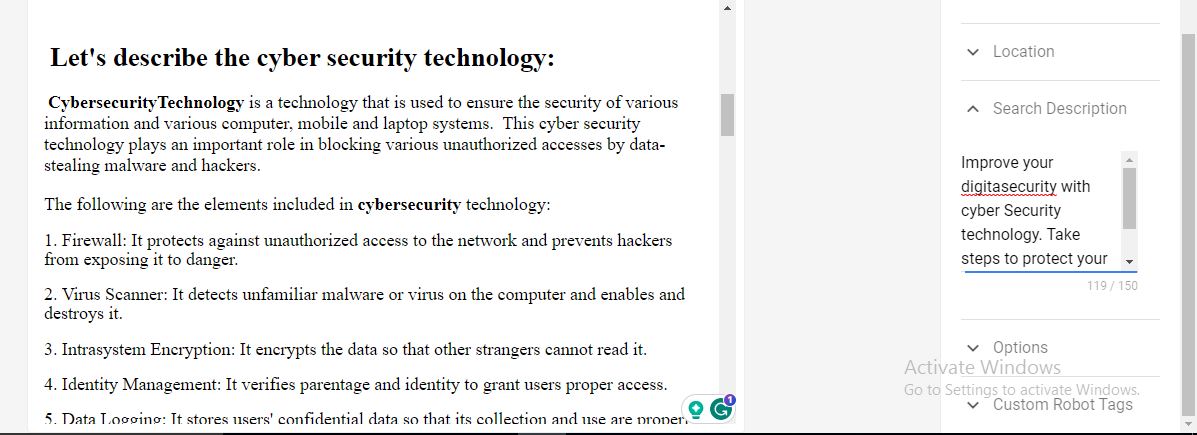 Let's describe the cyber security technology:
CybersecurityTechnology is a technology that is used to ensure the security of various
information and various computer, mobile and laptop systems. This cyber security
technology plays an important role in blocking various unauthorized accesses by data-
stealing malware and hackers.
The following are the elements included in cybersecurity technology:
1. Firewall: It protects against unauthorized access to the network and prevents hackers
from exposing it to danger.
2. Virus Scanner: It detects unfamiliar malware or virus on the computer and enables and
destroys it.
3. Intrasystem Encryption: It encrypts the data so that other strangers cannot read it.
4. Identity Management: It verifies parentage and identity to grant users proper access.
5. Data Logging: It stores users' confidential data so that its collection and use are
1
Location
Search Description
Improve your
digitasecurity with
cyber Security
technology. Take
steps to protect your
119 / 150
Options
Activate Windows
Go to Settings to activate Windows.
Custom Robot Tags